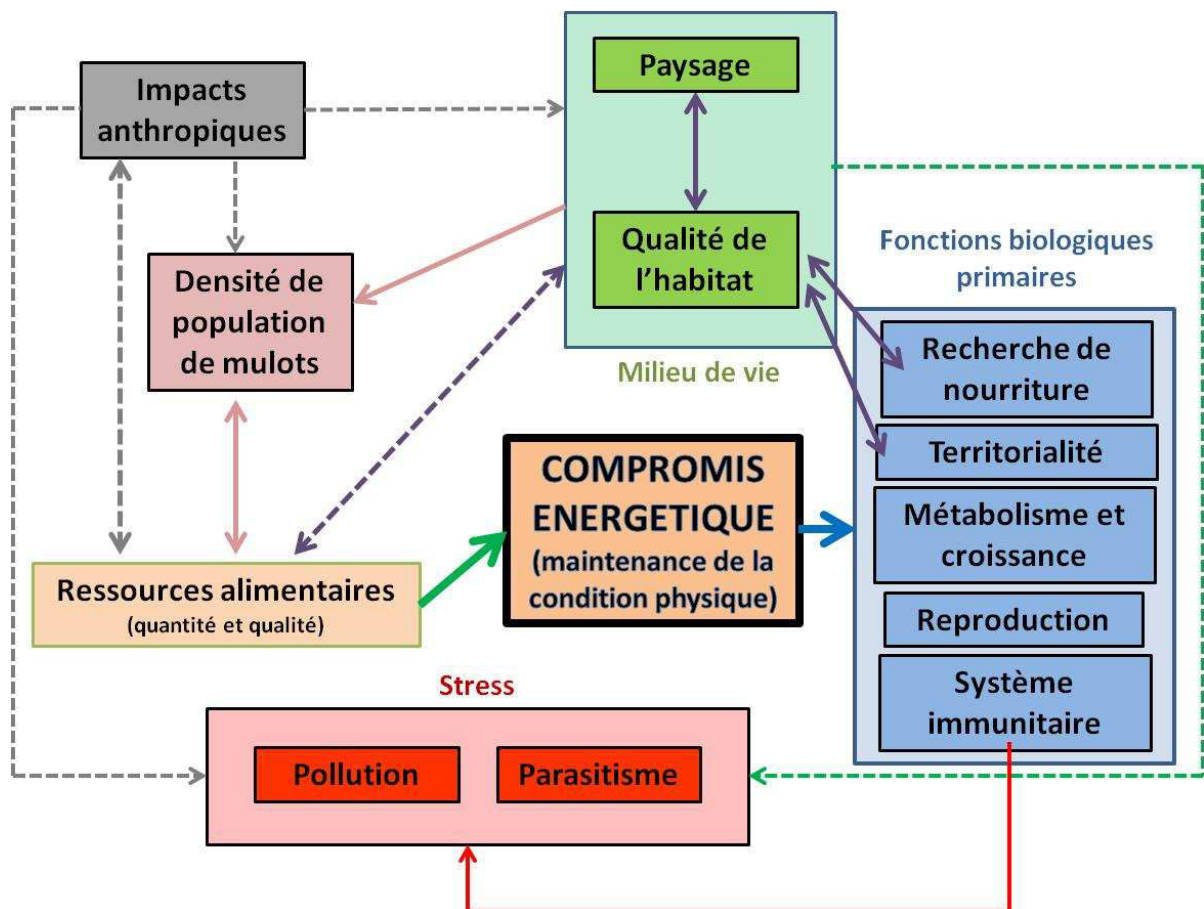 Impacts
anthropiques
Paysage
Qualité de
l'habitat
Milieu de vie
Densité de
population
de mulots
Fonctions biologiques
primaires
Recherche de
nourriture
Territorialité
Métabolisme et
croissance
Reproduction
Système
immunitaire
COMPROMIS
ENERGETIQUE
(maintenance de la
condition physique)
Ressources alimentaires
(quantité et qualité)
Stress
Pollution
Parasitisme